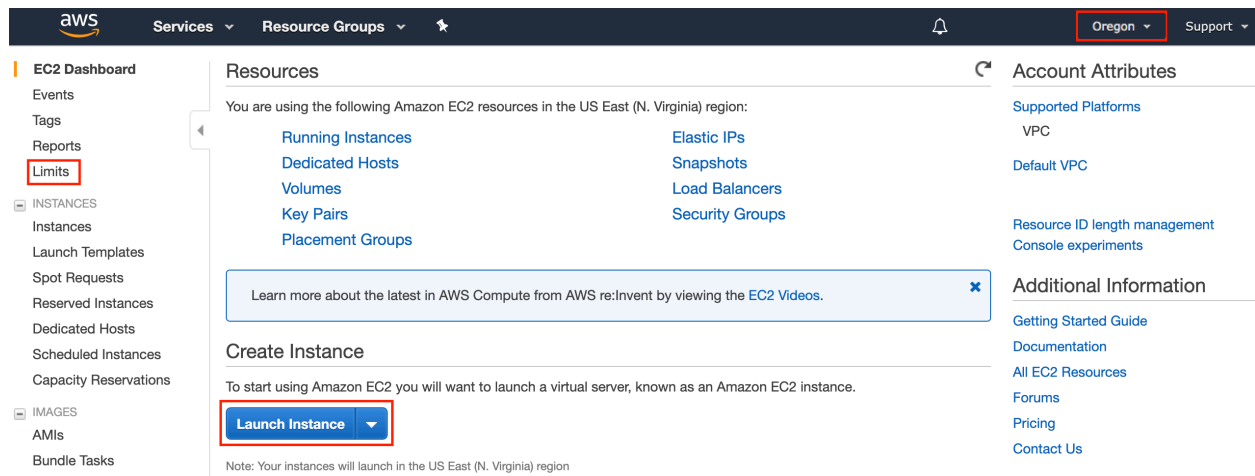 aws
Services
Resource Groups
Oregon
Support
EC2 Dashboard
Events
Tags
Reports
Limits
INSTANCES
Instances
Launch Templates
Spot Requests
Reserved Instances
Dedicated Hosts
Scheduled Instances
Capacity Reservations
IMAGES
AMIs
Bundle Tasks
Resources
You are using the following Amazon EC2 resources in the US East (N. Virginia) region:
Running Instances
Dedicated Hosts
Volumes
Key Pairs
Placement Groups
Elastic IPs
Snapshots
Load Balancers
Security Groups
Learn more about the latest in AWS Compute from AWS re:Invent by viewing the EC2 Videos.
Create Instance
To start using Amazon EC2 you will want to launch a virtual server, known as an Amazon EC2 instance.
Launch Instance
Note: Your instances will launch in the US East (N. Virginia) region
Account Attributes
Supported Platforms
VPC
Default VPC
Resource ID length management
Console experiments
Additional Information
Getting Started Guide
Documentation
All EC2 Resources
Forums
Pricing
Contact Us